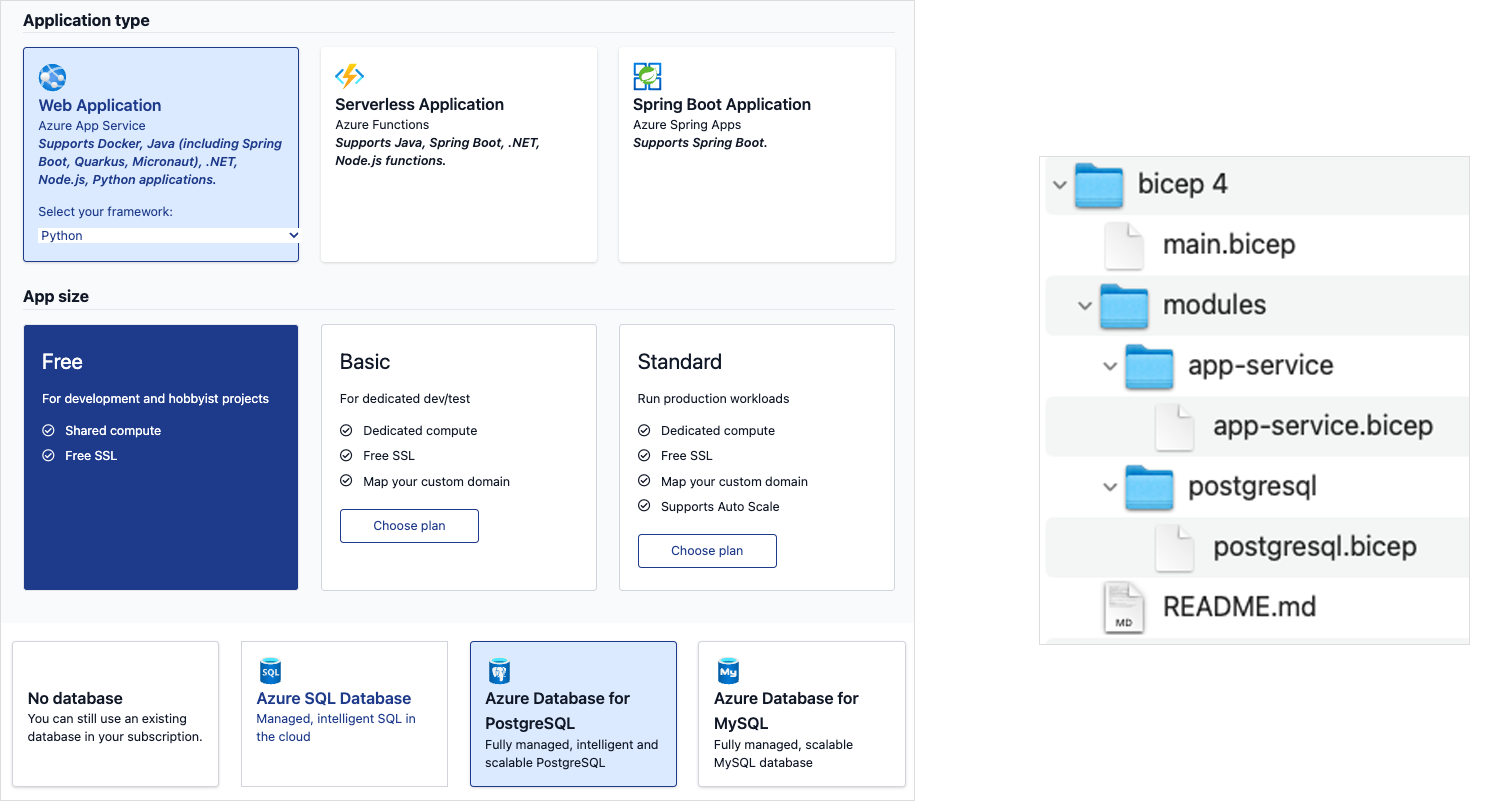 Application type
Web Application
Azure App Service
Supports Docker, Java (including Spring
Boot, Quarkus, Micronaut), .NET,
Node.js, Python applications.
Select your framework:
Python
Serverless Application
Azure Functions
Supports Java, Spring Boot, .NET,
Node.js functions.
Spring Boot Application
Azure Spring Apps
Supports Spring Boot.
App size
Free
For development and hobbyist projects
Shared compute
Free SSL
Basic
For dedicated dev/test
Dedicated compute
Free SSL
Map your custom domain
Choose plan
Standard
Run production workloads
Dedicated compute
Free SSL
Map your custom domain
Supports Auto Scale
Choose plan
No database
You can still use an existing
database in your subscription.
SQL
Azure SQL Database
Managed, intelligent SQL in
the cloud
Azure Database for
PostgreSQL
Fully managed, intelligent and
scalable PostgreSQL
My
Azure Database for
MySQL
Fully managed, scalable
MySQL database
bicep 4
main.bicep
modules
app-service
app-service.bicep
postgresql
postgresql.bicep
MD
README.md